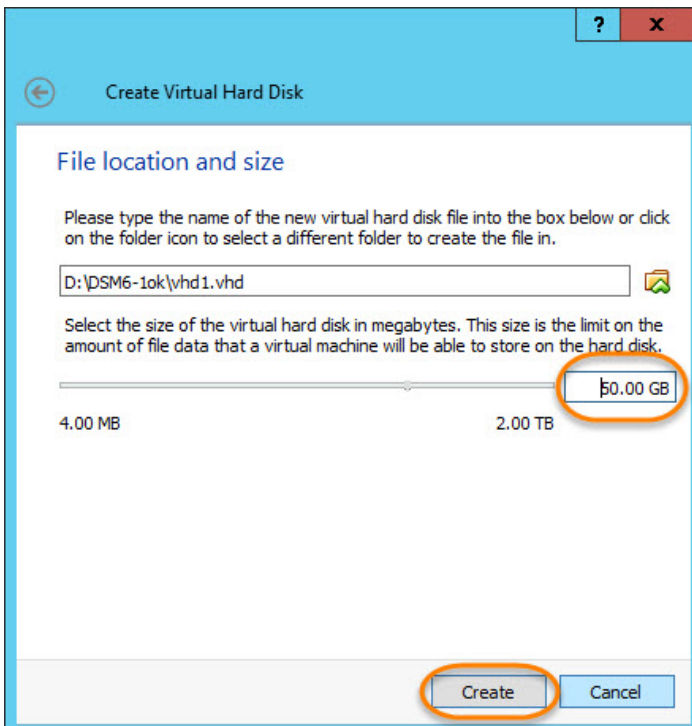 ?
x
Create Virtual Hard Disk
File location and size
Please type the name of the new virtual hard disk file into the box below or click
on the folder icon to select a different folder to create the file in.
D:\DSM6-1ok\vhd1.vhd
Select the size of the virtual hard disk in megabytes. This size is the limit on the
amount of file data that a virtual machine will be able to store on the hard disk.
50.00 GB
4.00 MB 2.00 TB
Create Cancel